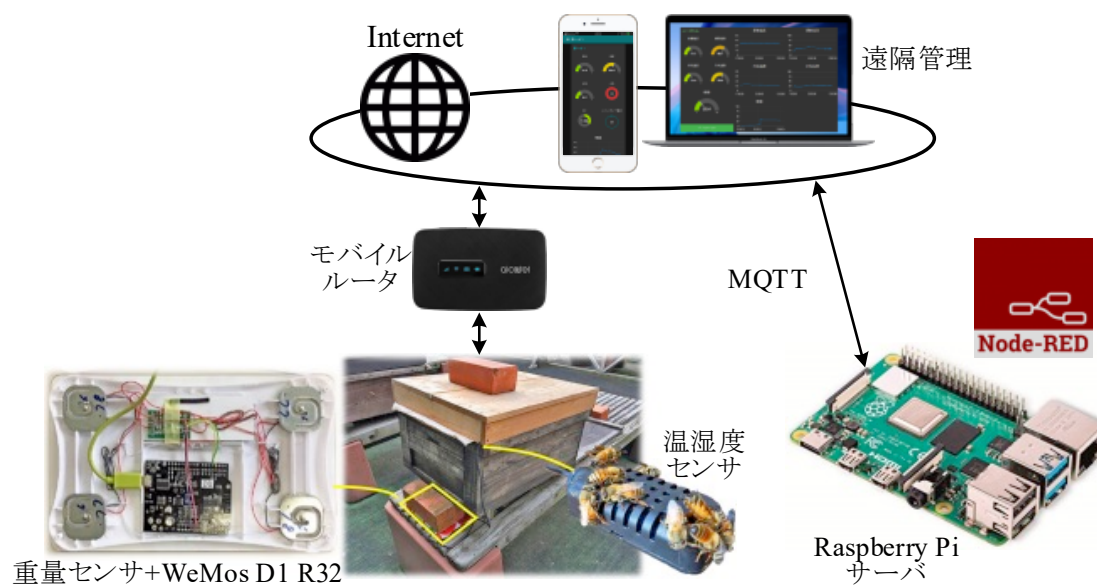 Internet
遠隔管理
モバイル
ルータ
MQTT
Node-RED
温湿度
センサ
重量センサ+WeMos D1 R32
Raspberry Pi
サーバ